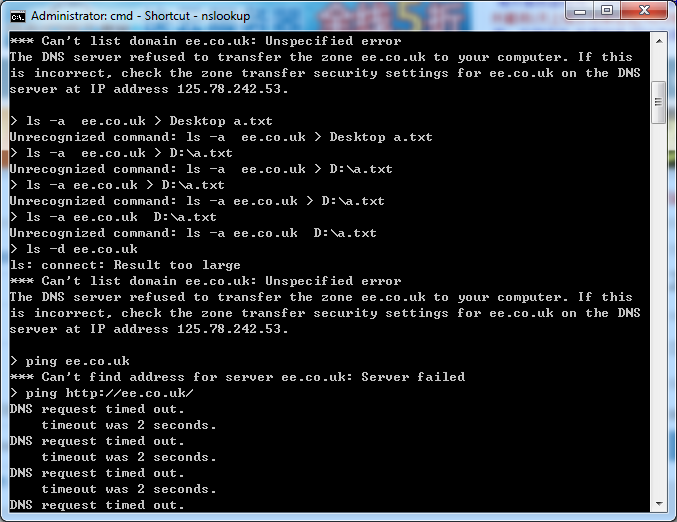 Administrator: cmd - Shortcut - nslookup
*** Can't list domain ee.co.uk: Unspecified error
The DNS server refused to transfer the zone ee.co.uk to your computer. If this
is incorrect, check the zone transfer security settings for ee.co.uk on the DNS
server at IP address 125.78.242.53.
> ls -a  ee.co.uk > Desktop a.txt
Unrecognized command: ls -a  ee.co.uk > Desktop a.txt
> ls -a  ee.co.uk > D:\a.txt
Unrecognized command: ls -a  ee.co.uk > D:\a.txt
> ls -a ee.co.uk > D:\a.txt
Unrecognized command: ls -a ee.co.uk > D:\a.txt
> ls -a ee.co.uk  D:\a.txt
Unrecognized command: ls -a ee.co.uk  D:\a.txt
> ls -d ee.co.uk
ls: connect: Result too large
*** Can't list domain ee.co.uk: Unspecified error
The DNS server refused to transfer the zone ee.co.uk to your computer. If this
is incorrect, check the zone transfer security settings for ee.co.uk on the DNS
server at IP address 125.78.242.53.
> ping ee.co.uk
*** Can't find address for server ee.co.uk: Server failed
> ping http://ee.co.uk/
DNS request timed out.
    timeout was 2 seconds.
DNS request timed out.
    timeout was 2 seconds.
DNS request timed out.
    timeout was 2 seconds.
DNS request timed out.